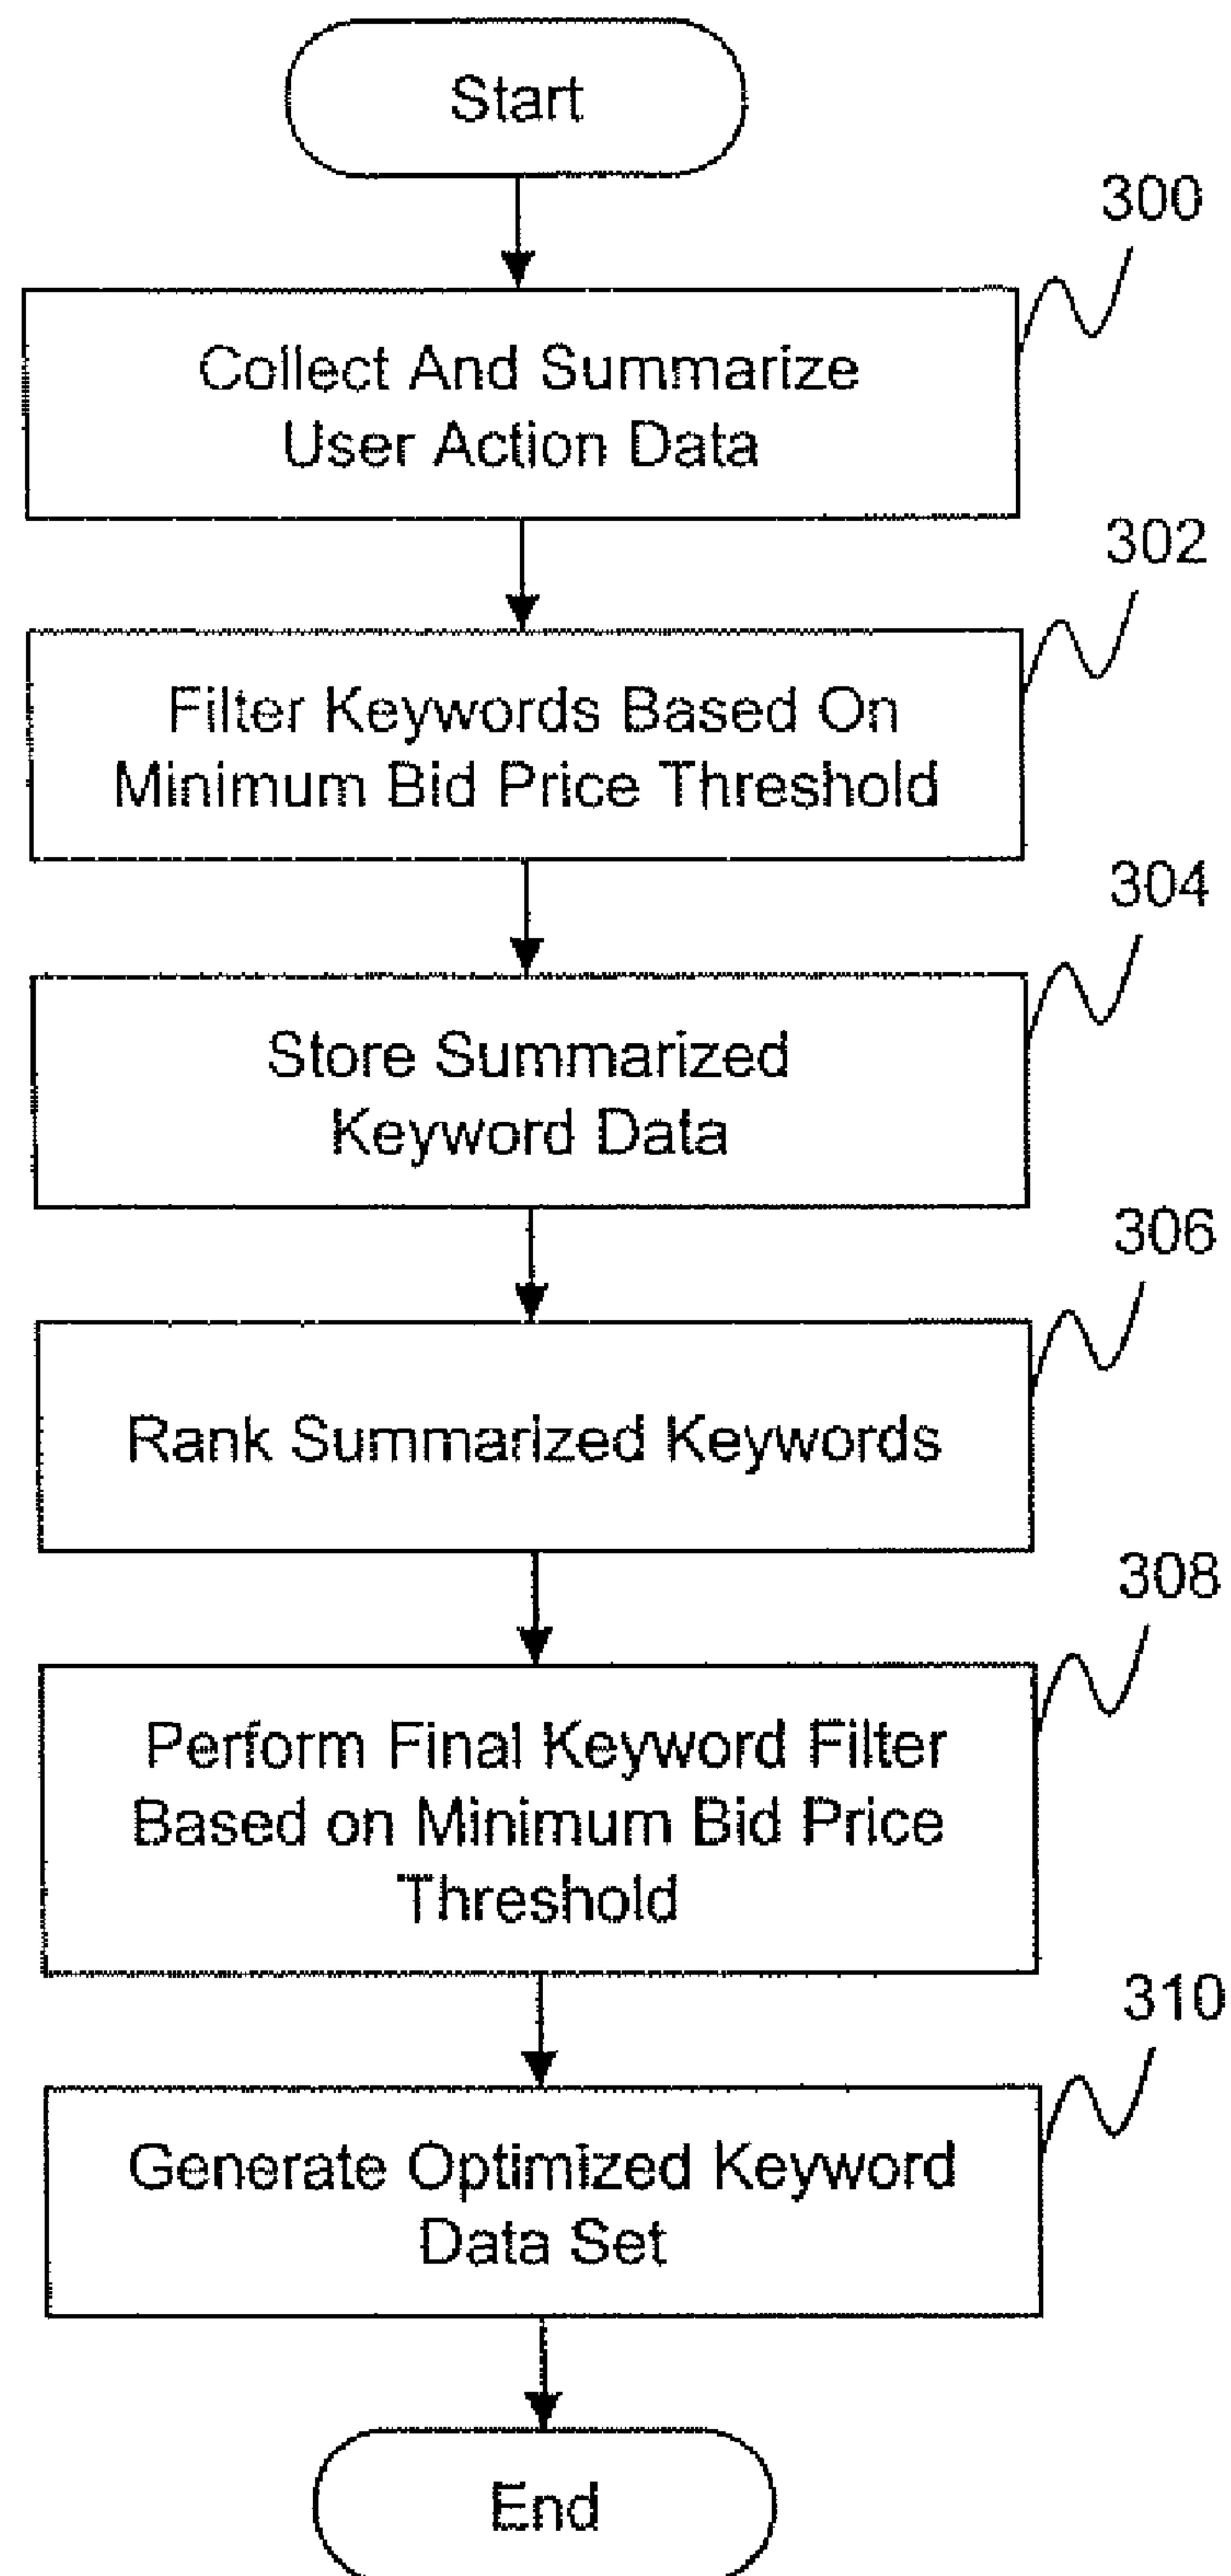 Start
300
Collect And Summarize
User Action Data
302
Filter Keywords Based On
Minimum Bid Price Threshold
304
Store Summarized
Keyword Data
306
Rank Summarized Keywords
308
Perform Final Keyword Filter
Based on Minimum Bid Price
Threshold
310
Generate Optimized Keyword
Data Set
End